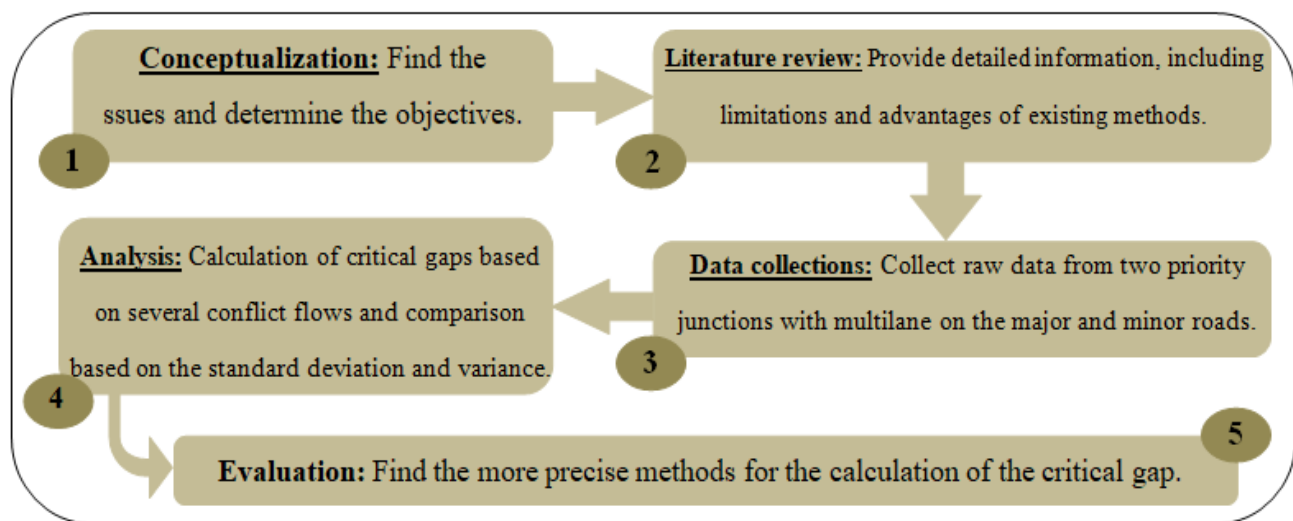 Conceptualization: Find the
ssues and determine the objectives.
1
Literature review: Provide detailed information, including
limitations and advantages of existing methods.
2
Data collections: Collect raw data from two priority
junctions with multilane on the major and minor roads.
3
Analysis: Calculation of critical gaps based
on several conflict flows and comparison
based on the standard deviation and variance.
4
5
Evaluation: Find the more precise methods for the calculation of the critical gap.